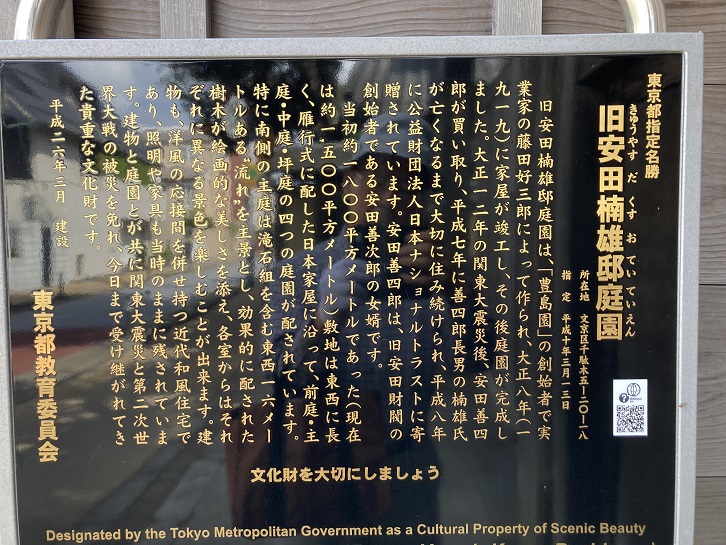 東京都指定名勝
旧安田楠雄邸庭園
きゅうやす だ くす お てい てい えん
所在地 文京区千駄木五-二〇-一八
指 定 平成十年三月一三日
旧安田楠雄邸庭園は、「豊島園」の創始者で実
業家の藤田好三郎によって作られ、大正八年(一
九一九)に家屋が竣工し、その後庭園が完成し
ました。大正一二年の関東大震災後、安田善四
郎が買い取り、平成七年に善四郎長男の楠雄氏
が亡くなるまで大切に住み続けられ、平成八年
に公益財団法人日本ナショナルトラストに寄
贈されています。安田善四郎は、旧安田財閥の
創始者である安田善次郎の女婿です。
当初約一八〇〇平方メートルであった(現在
は約一五〇〇平方メートル)敷地は東西に長
く、雁行式に配した日本家屋に沿って、前庭・主
庭・中庭・坪庭の四つの庭園が配されています。
特に南側の主庭は滝石組を含む東西一六メー
トルある“流れ”を主景とし、効果的に配された
樹木が絵画的な美しさを添え、各室からはそれ
ぞれに異なる景色を楽しむことが出来ます。建
物も、洋風の応接間を併せ持つ近代和風住宅で
あり、照明や家具も当時のままに残されていま
す。建物と庭園とが共に関東大震災と第二次世
界大戦の被災を免れ、今日まで受け継がれてき
た貴重な文化財です。
平成二六年三月 建設
東京都教育委員会
文化財を大切にしましょう
Designated by the Tokyo Metropolitan Government as a Cultural Property of Scenic Beauty